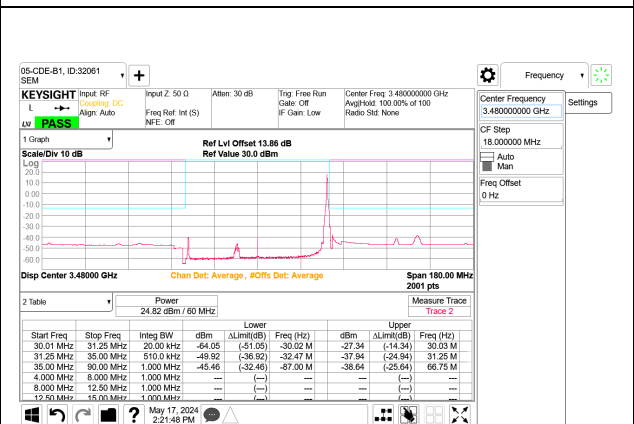 05-CDE-B1, ID:32061
SEM
Frequency
KEYSIGHT
L
LXI PASS
Input: RF
Coupling: DC
Align: Auto
Input Z: 50 Ω
Freq Ref: Int (S)
NFE: Off
Atten: 30 dB
Trig: Free Run
Gate: Off
IF Gain: Low
Center Freq: 3.480000000 GHz
Avg|Hold: 100.00% of 100
Radio Std: None
Center Frequency
3.480000000 GHz
Settings
CF Step
18.000000 MHz
Auto
Man
Freq Offset
0 Hz
1 Graph
Scale/Div 10 dB
Ref Lvl Offset 13.86 dB
Ref Value 30.0 dBm
Log
20.0
10.0
0.00
-10.0
-20.0
-30.0
-40.0
-50.0
-60.0
Disp Center 3.48000 GHz
Chan Det: Average , #Offs Det: Average
Span 180.00 MHz
2001 pts
2 Table
Power
24.82 dBm / 60 MHz
Measure Trace
Trace 2
Lower Upper
Start Freq Stop Freq Integ BW dBm ΔLimit(dB) Freq (Hz) dBm ΔLimit(dB) Freq (Hz)
30.01 MHz 31.25 MHz 20.00 kHz -64.05 (-51.05) -30.02 M -27.34 (-14.34) 30.03 M
31.25 MHz 35.00 MHz 510.0 kHz -49.92 (-36.92) -32.47 M -37.94 (-24.94) 31.25 M
35.00 MHz 90.00 MHz 1.000 MHz -45.46 (-32.46) -87.00 M -38.64 (-25.64) 66.75 M
4.000 MHz 8.000 MHz 1.000 MHz --- (---) --- --- (---) ---
8.000 MHz 12.50 MHz 1.000 MHz --- (---) --- --- (---) ---
12.50 MHz 15.00 MHz 1.000 MHz --- (---) --- --- (---) ---
May 17, 2024
2:21:48 PM